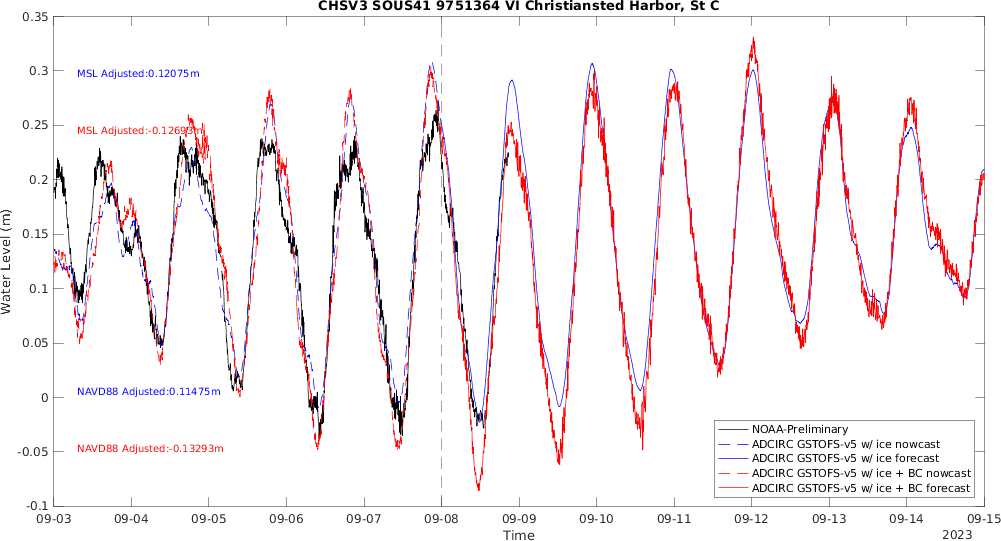 CHSV3 SOUS41 9751364 VI Christiansted Harbor, St C
0.35
0.3
0.25
0.2
0.15
0.1
0.05
0
-0.05
-0.1
Water Level (m)
MSL Adjusted:0.12075m
MSL Adjusted:-0.12693m
NAVD88 Adjusted:0.11475m
NAVD88 Adjusted:-0.13293m
NOAA-Preliminary
ADCIRC GSTOFS-v5 w/ ice nowcast
ADCIRC GSTOFS-v5 w/ ice forecast
ADCIRC GSTOFS-v5 w/ ice + BC nowcast
ADCIRC GSTOFS-v5 w/ ice + BC forecast
09-03 09-04 09-05 09-06 09-07 09-08 09-09 09-10 09-11 09-12 09-13 09-14 09-15
Time
2023